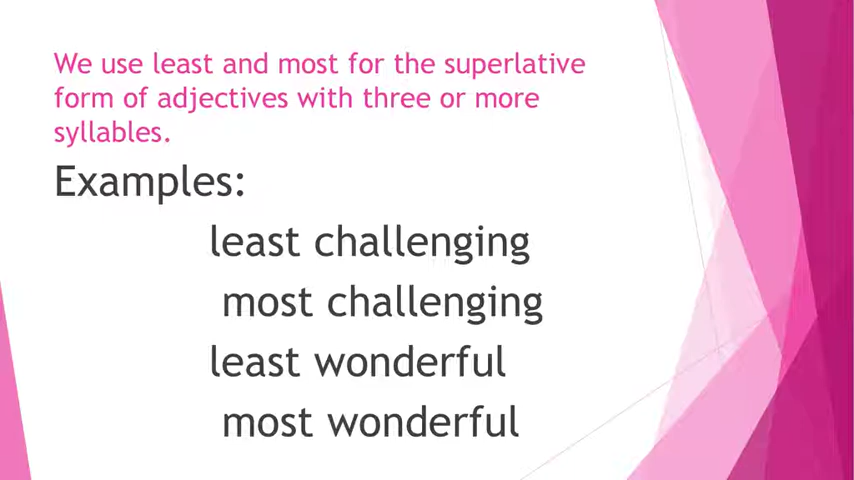 We use least and most for the superlative
form of adjectives with three or more
syllables.
Examples:
least challenging
most challenging
least wonderful
most wonderful